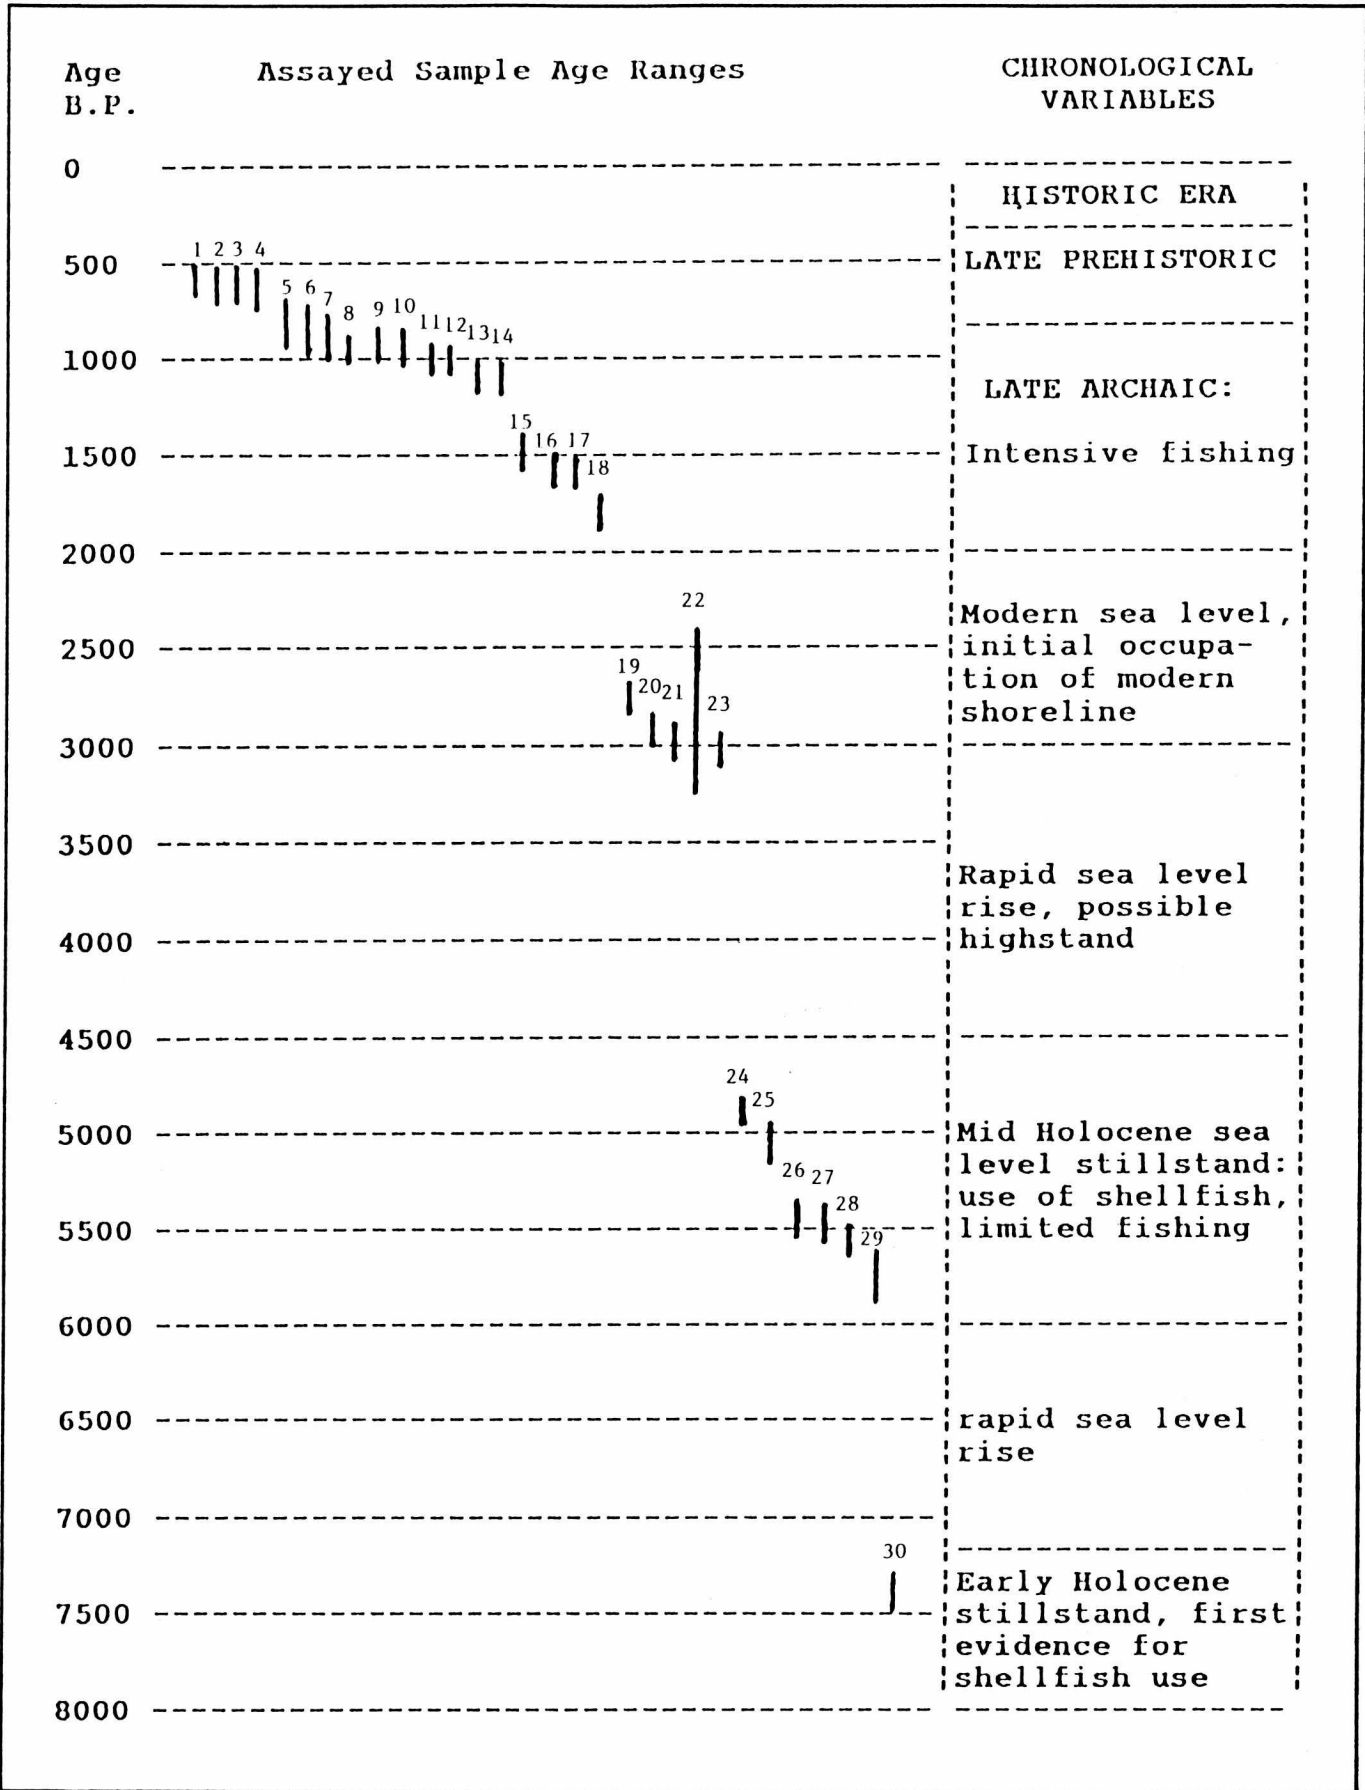 Age Assayed Sample Age Ranges CHRONOLOGICAL
B.P. VARIABLES
0
HISTORIC ERA
1 2 3 4
500 LATE PREHISTORIC
5 6 7 8 9 10 11 12 13 14
1000
LATE ARCHAIC:
15 16 17 18
1500 Intensive fishing
2000
22
Modern sea level,
2500 initial occupa-
19 20 21 23
tion of modern
shoreline
3000
3500
Rapid sea level
rise, possible
4000 highstand
4500
24 25
5000 Mid Holocene sea
level stillstand:
26 27 28 29
use of shellfish,
5500 limited fishing
6000
6500 rapid sea level
rise
7000
30
Early Holocene
7500 stillstand, first
evidence for
shellfish use
8000